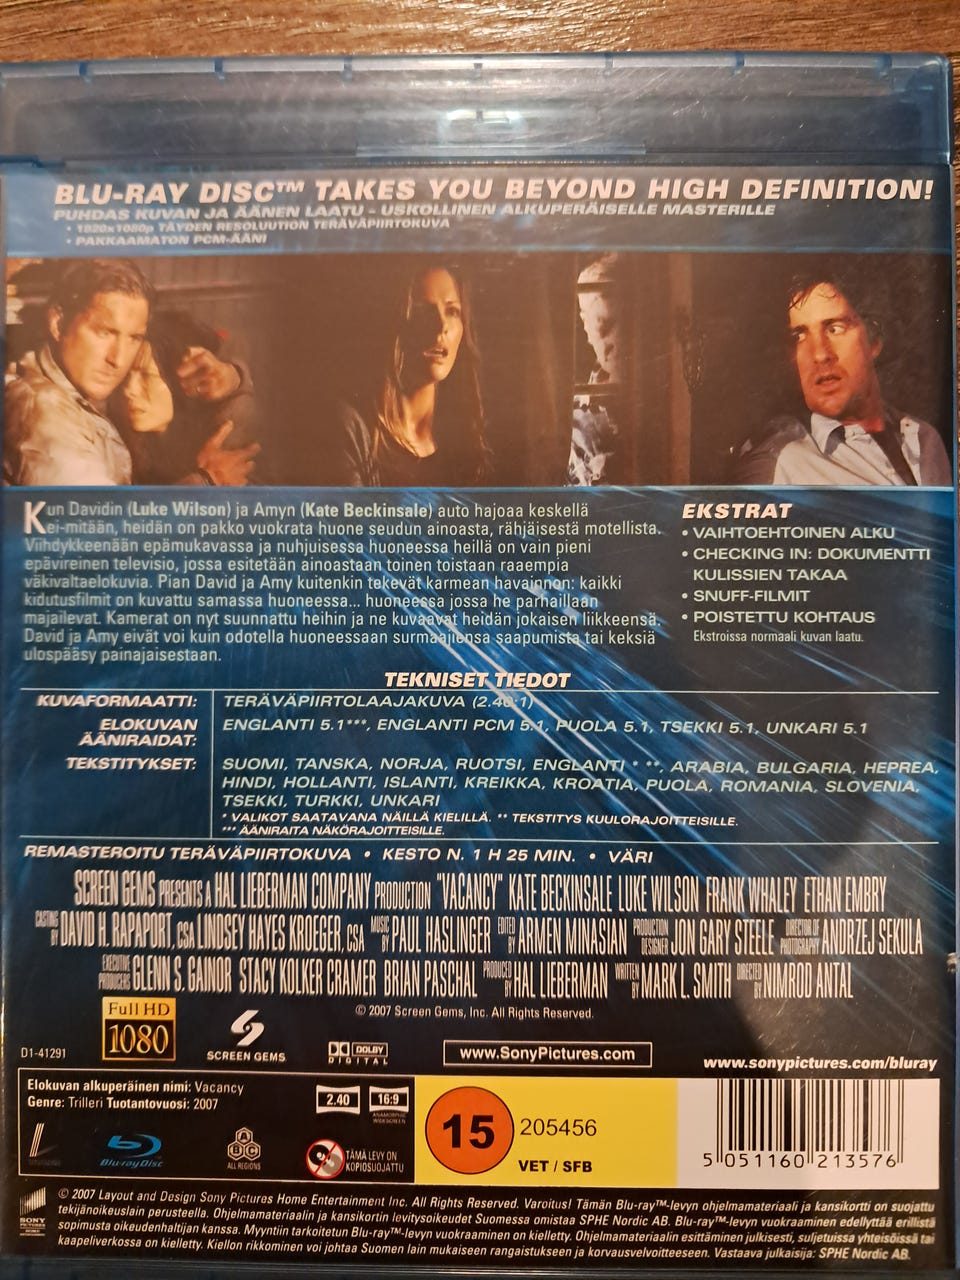 BLU-RAY DISC™ TAKES YOU BEYOND HIGH DEFINITION!
PUHDAS KUVAN JA ÄÄNEN LAATU - USKOLLINEN ALKUPERÄISELLE MASTERILLE
• 1920x1080p TÄYDEN RESOLUUTION TERÄVÄPIIRTOKUVA
• PAKKAAMATON PCM-ÄÄNI
Kun Davidin (Luke Wilson) ja Amyn (Kate Beckinsale) auto hajoaa keskellä
ei-mitään, heidän on pakko vuokrata huone seudun ainoasta, rähjäisestä motellista.
Viihdykkeenään epämukavassa ja nuhjuisessa huoneessa heillä on vain pieni
epävireinen televisio, jossa esitetään ainoastaan toinen toistaan raaempia
väkivaltaelokuvia. Pian David ja Amy kuitenkin tekevät karmean havainnon: kaikki
kidutusfilmit on kuvattu samassa huoneessa... huoneessa jossa he parhaillaan
majailevat. Kamerat on nyt suunnattu heihin ja ne kuvaavat heidän jokaisen liikkeensä.
David ja Amy eivät voi kuin odotella huoneessaan surmaajiensa saapumista tai keksiä
ulospääsy painajaisestaan.
EKSTRAT
• VAIHTOEHTOINEN ALKU
• CHECKING IN: DOKUMENTTI
KULISSIEN TAKAA
• SNUFF-FILMIT
• POISTETTU KOHTAUS
Ekstroissa normaali kuvan laatu.
TEKNISET TIEDOT
KUVAFORMAATTI: TERÄVÄPIIRTOLAAJAKUVA (2.40:1)
ELOKUVAN ÄÄNIRAIDAT: ENGLANTI 5.1***, ENGLANTI PCM 5.1, PUOLA 5.1, TSEKKI 5.1, UNKARI 5.1
TEKSTITYKSET: SUOMI, TANSKA, NORJA, RUOTSI, ENGLANTI * **, ARABIA, BULGARIA, HEPREA,
HINDI, HOLLANTI, ISLANTI, KREIKKA, KROATIA, PUOLA, ROMANIA, SLOVENIA,
TSEKKI, TURKKI, UNKARI
* VALIKOT SAATAVANA NÄILLÄ KIELILLÄ. ** TEKSTITYS KUULORAJOITTEISILLE.
*** ÄÄNIRAITA NÄKÖRAJOITTEISILLE.
REMASTEROITU TERÄVÄPIIRTOKUVA • KESTO N. 1 H 25 MIN. • VÄRI
SCREEN GEMS PRESENTS A HAL LIEBERMAN COMPANY PRODUCTION "VACANCY" KATE BECKINSALE LUKE WILSON FRANK WHALEY ETHAN EMBRY
CASTING BY DAVID H. RAPAPORT, CSA LINDSEY HAYES KROEGER, CSA MUSIC BY PAUL HASLINGER EDITED BY ARMEN MINASIAN PRODUCTION DESIGNER JON GARY STEELE DIRECTOR OF PHOTOGRAPHY ANDRZEJ SEKULA
EXECUTIVE PRODUCERS GLENN S. GAINOR STACY KOLKER CRAMER BRIAN PASCHAL PRODUCED BY HAL LIEBERMAN WRITTEN BY MARK L. SMITH DIRECTED BY NIMROD ANTAL
© 2007 Screen Gems, Inc. All Rights Reserved.
Full HD
1080
D1-41291
SCREEN GEMS
DOLBY
DIGITAL
www.SonyPictures.com
www.sonypictures.com/bluray
Elokuvan alkuperäinen nimi: Vacancy
Genre: Trilleri Tuotantovuosi: 2007
2.40
16:9
ANAMORPHIC
WIDESCREEN
Blu-ray Disc
A
B C
ALL REGIONS
TÄMÄ LEVY ON
KOPIOSUOJATTU
15
205456
VET / SFB
5 051160 213576
SONY
PICTURES
© 2007 Layout and Design Sony Pictures Home Entertainment Inc. All Rights Reserved. Varoitus! Tämän Blu-ray™-levyn ohjelmamateriaali ja kansikortti on suojattu
tekijänoikeuslain perusteella. Ohjelmamateriaalin ja kansikortin levitysoikeudet Suomessa omistaa SPHE Nordic AB. Blu-ray™-levyn vuokraaminen edellyttää erillistä
sopimusta oikeudenhaltijan kanssa. Myyntiin tarkoitetun Blu-ray™-levyn vuokraaminen on kielletty. Ohjelmamateriaalin esittäminen julkisesti, suljetuissa yhteisöissä tai
kaapeliverkossa on kielletty. Kiellon rikkominen voi johtaa Suomen lain mukaiseen rangaistukseen ja korvausvelvoitteeseen. Vastaava julkaisija: SPHE Nordic AB.